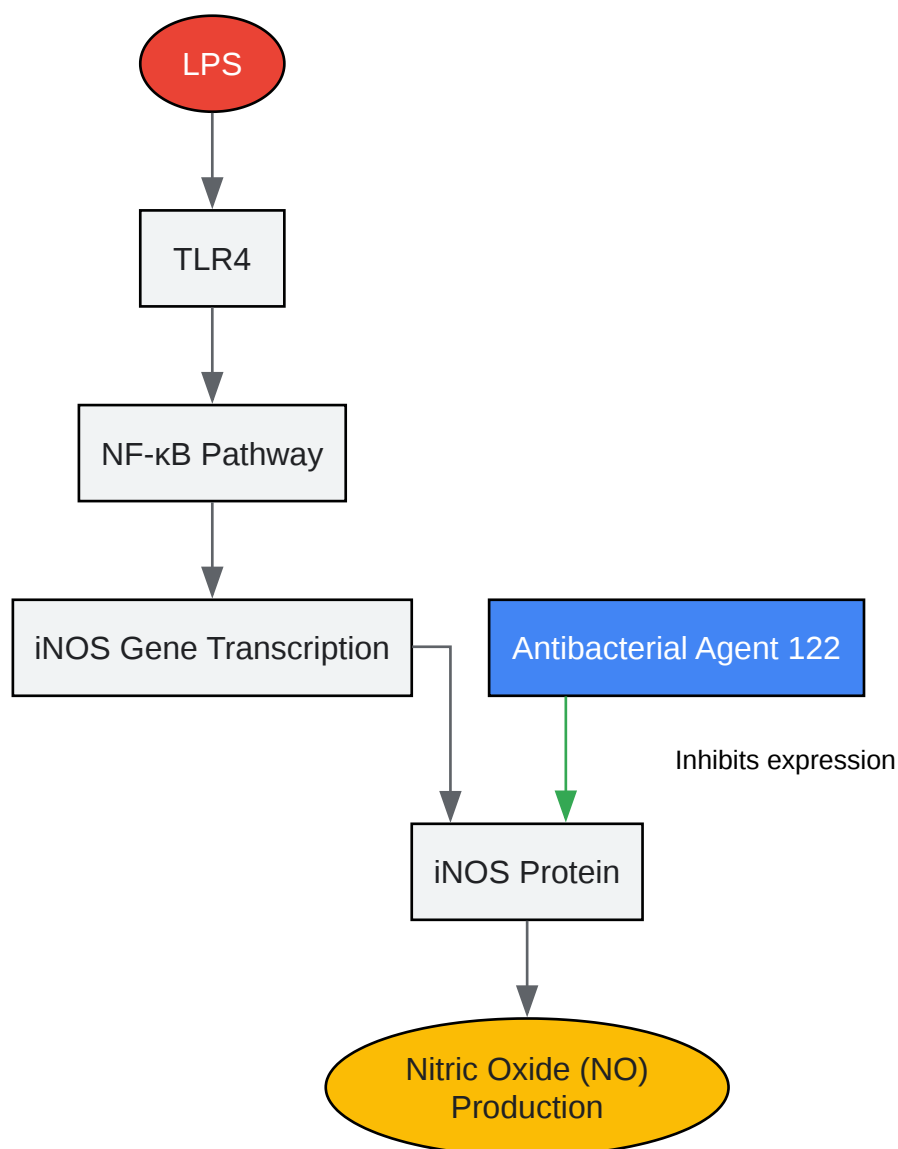 LPS
TLR4
NF-κB Pathway
iNOS Gene Transcription
Antibacterial Agent 122
Inhibits expression
iNOS Protein
Nitric Oxide (NO)
Production